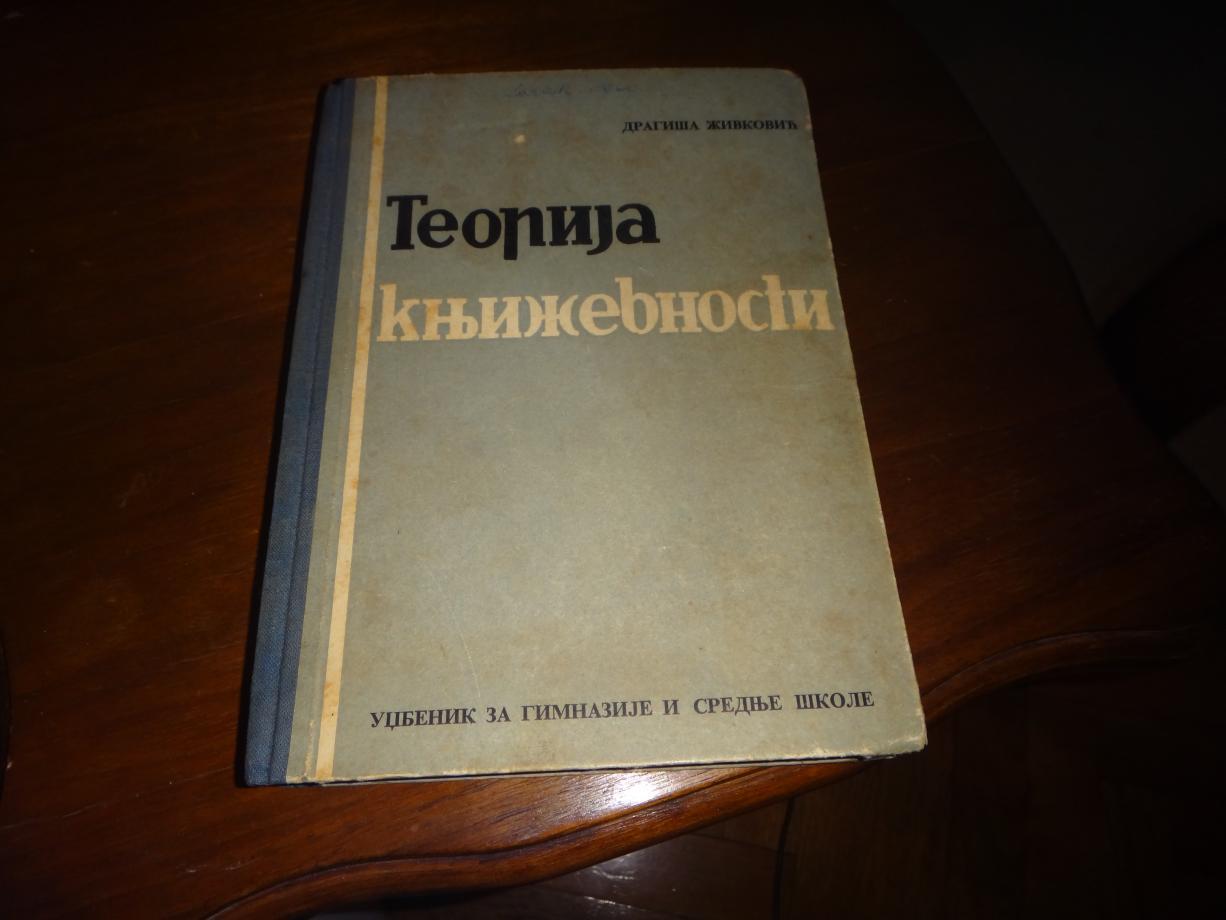 ДРАГИША ЖИВКОВИЋ
Теорија
књижевности
УЏБЕНИК ЗА ГИМНАЗИЈЕ И СРЕДЊЕ ШКОЛЕ